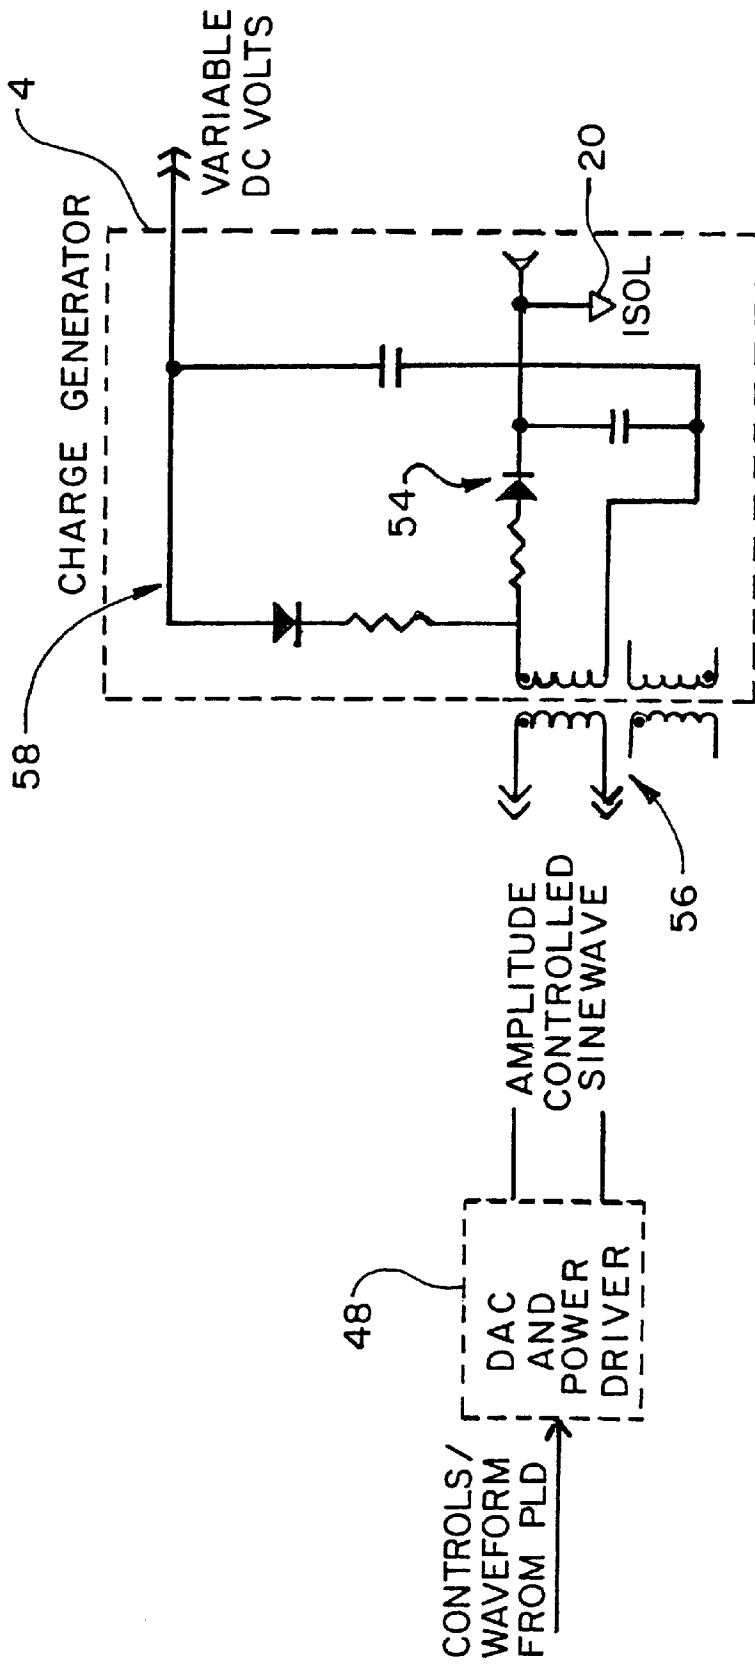 CONTROLS/
WAVEFORM
FROM PLD
48
DAC
AND
POWER
DRIVER
AMPLITUDE
CONTROLLED
SINEWAVE
56
58
CHARGE GENERATOR
54
4
VARIABLE
DC VOLTS
20
ISOL